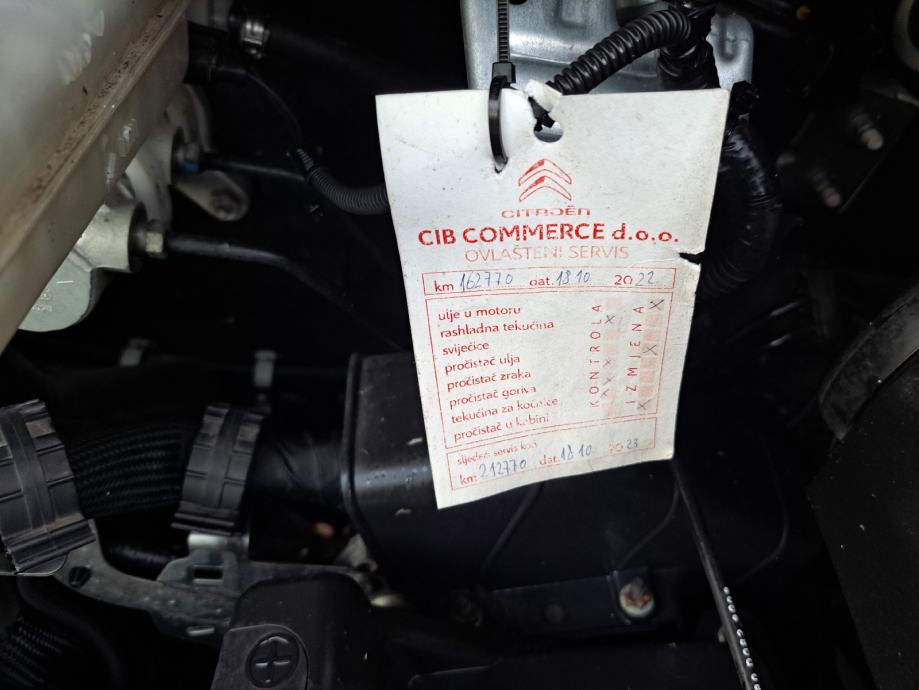 CITROËN
CIB COMMERCE d.o.o.
OVLAŠTENI SERVIS
km 162770 dat. 18 10 2022
KONTROLA
IZMJENA
ulje u motoru X
rashladna tekućina X
svijećice
pročistač ulja X
pročistač zraka X
pročistač goriva X
tekućina za kočnice X
pročistač u kabini X
sljedeći servis kod
km 212770 dat. 18 10 2023